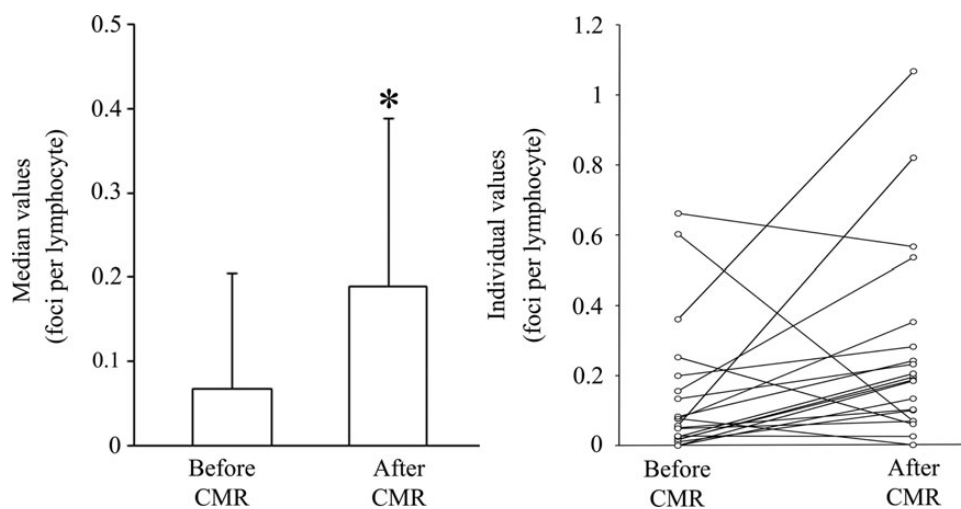 Median values
(foci per lymphocyte)
0.5
0.4
0.3
0.2
0.1
0
*
Before
CMR
After
CMR
Individual values
(foci per lymphocyte)
1.2
1
0.8
0.6
0.4
0.2
0
Before
CMR
After
CMR